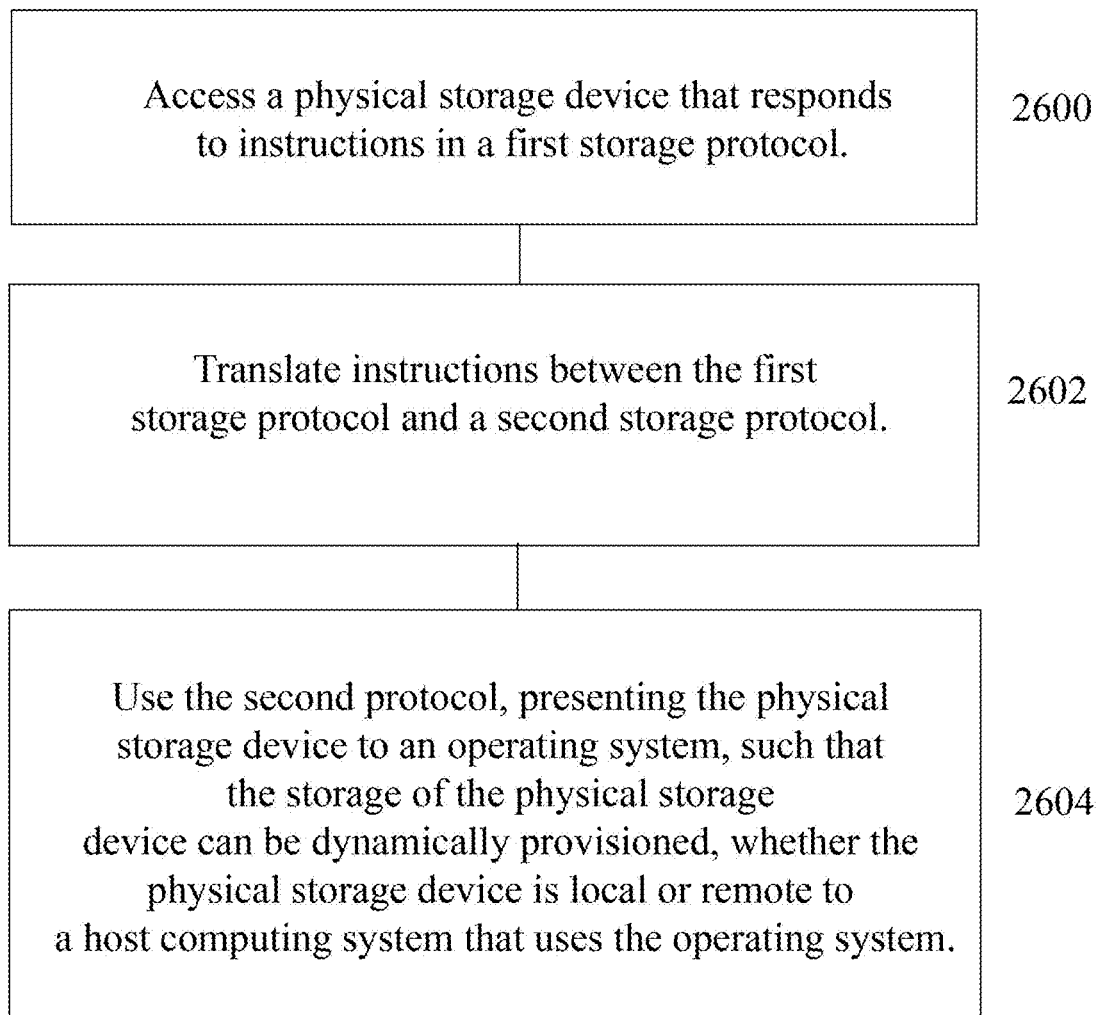 Access a physical storage device that responds
to instructions in a first storage protocol.
2600
Translate instructions between the first
storage protocol and a second storage protocol.
2602
Use the second protocol, presenting the physical
storage device to an operating system, such that
the storage of the physical storage
device can be dynamically provisioned, whether the
physical storage device is local or remote to
a host computing system that uses the operating system.
2604